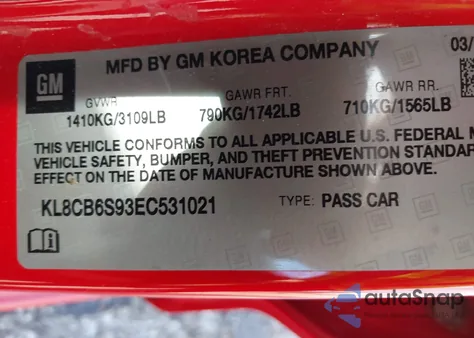 MFD BY GM KOREA COMPANY 03/
GM
GVWR GAWR FRT. GAWR RR.
1410KG/3109LB 790KG/1742LB 710KG/1565LB
THIS VEHICLE CONFORMS TO ALL APPLICABLE U.S. FEDERAL M
VEHICLE SAFETY, BUMPER, AND THEFT PREVENTION STANDAR
EFFECT ON THE DATE OF MANUFACTURE SHOWN ABOVE.
KL8CB6S93EC531021 TYPE: PASS CAR
autoSnap